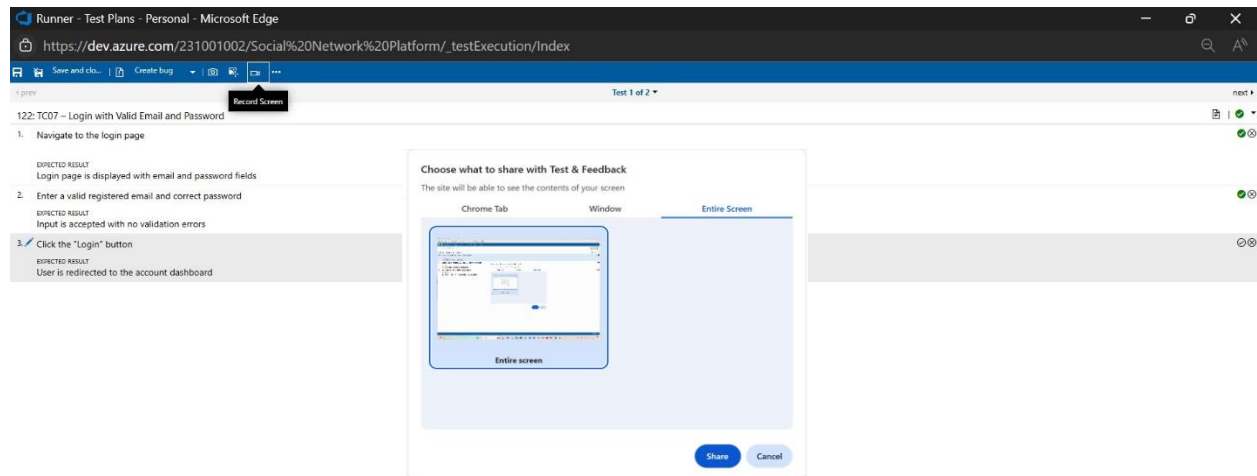 Runner - Test Plans - Personal - Microsoft Edge
https://dev.azure.com/231001002/Social%20Network%20Platform/_testExecution/Index
Save and clo... Create bug
Record Screen
prev Test 1 of 2 next
122: TC07 – Login with Valid Email and Password
1. Navigate to the login page
EXPECTED RESULT
Login page is displayed with email and password fields
2. Enter a valid registered email and correct password
EXPECTED RESULT
Input is accepted with no validation errors
3. Click the "Login" button
EXPECTED RESULT
User is redirected to the account dashboard
Choose what to share with Test & Feedback
The site will be able to see the contents of your screen
Chrome Tab Window Entire Screen
Entire screen
Share Cancel